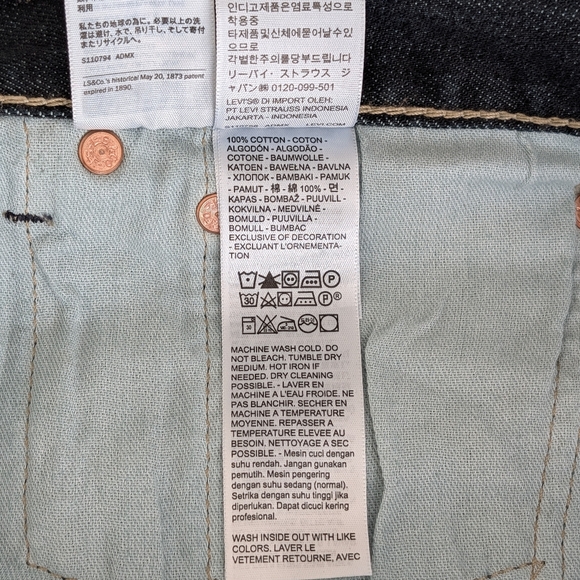 私たちの地球の為に。必要以上の洗
濯は避け、水で、吊り干し、そして寄付
またはリサイクルへ。
S110794 ADMX
LS&Co.'s historical May 20, 1873 patent
expired in 1890.
인디고제품은염료특성으로
착용중
타제품및신체에묻어날수있
으므로
각별한주의를당부드립니다
リーバイ・ストラウス ジ
ャパン㈱ 0120-099-501
LEVI'S® DI IMPORT OLEH:
PT LEVI STRAUSS INDONESIA
JAKARTA - INDONESIA
100% COTTON - COTON -
ALGODÓN - ALGODÃO -
COTONE - BAUMWOLLE -
KATOEN - BAWEŁNA - BAVLNA
- ХЛОПОК - BAMBAKI - PAMUK
- PAMUT - 棉 - 綿 100% - 면 -
KAPAS - BOMBAŽ - PUUVILL -
KOKVILNA - MEDVILNĖ -
BOMULD - PUUVILLA -
BOMULL - BUMBAC
EXCLUSIVE OF DECORATION
- EXCLUANT L'ORNEMENTA-
TION
P
30 P ®
30
MACHINE WASH COLD. DO
NOT BLEACH. TUMBLE DRY
MEDIUM. HOT IRON IF
NEEDED. DRY CLEANING
POSSIBLE. - LAVER EN
MACHINE A L'EAU FROIDE. NE
PAS BLANCHIR. SECHER EN
MACHINE A TEMPERATURE
MOYENNE. REPASSER A
TEMPERATURE ELEVEE AU
BESOIN. NETTOYAGE A SEC
POSSIBLE. - Mesin cuci dengan
suhu rendah. Jangan gunakan
pemutih. Mesin pengering
dengan suhu sedang (normal).
Setrika dengan suhu tinggi jika
diperlukan. Dapat dicuci kering
profesional.
WASH INSIDE OUT WITH LIKE
COLORS. LAVER LE
VETEMENT RETOURNE, AVEC